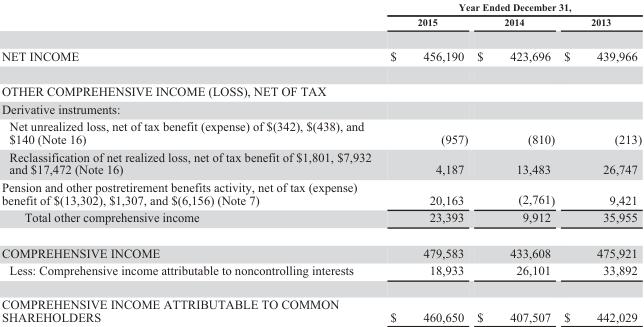 Year Ended December 31,
2015 2014 2013
NET INCOME $ 456,190 $ 423,696 $ 439,966
OTHER COMPREHENSIVE INCOME (LOSS), NET OF TAX
Derivative instruments:
Net unrealized loss, net of tax benefit (expense) of $(342), $(438), and
$140 (Note 16) (957) (810) (213)
Reclassification of net realized loss, net of tax benefit of $1,801, $7,932
and $17,472 (Note 16) 4,187 13,483 26,747
Pension and other postretirement benefits activity, net of tax (expense)
benefit of $(13,302), $1,307, and $(6,156) (Note 7) 20,163 (2,761) 9,421
Total other comprehensive income 23,393 9,912 35,955
COMPREHENSIVE INCOME 479,583 433,608 475,921
Less: Comprehensive income attributable to noncontrolling interests 18,933 26,101 33,892
COMPREHENSIVE INCOME ATTRIBUTABLE TO COMMON
SHAREHOLDERS $ 460,650 $ 407,507 $ 442,029